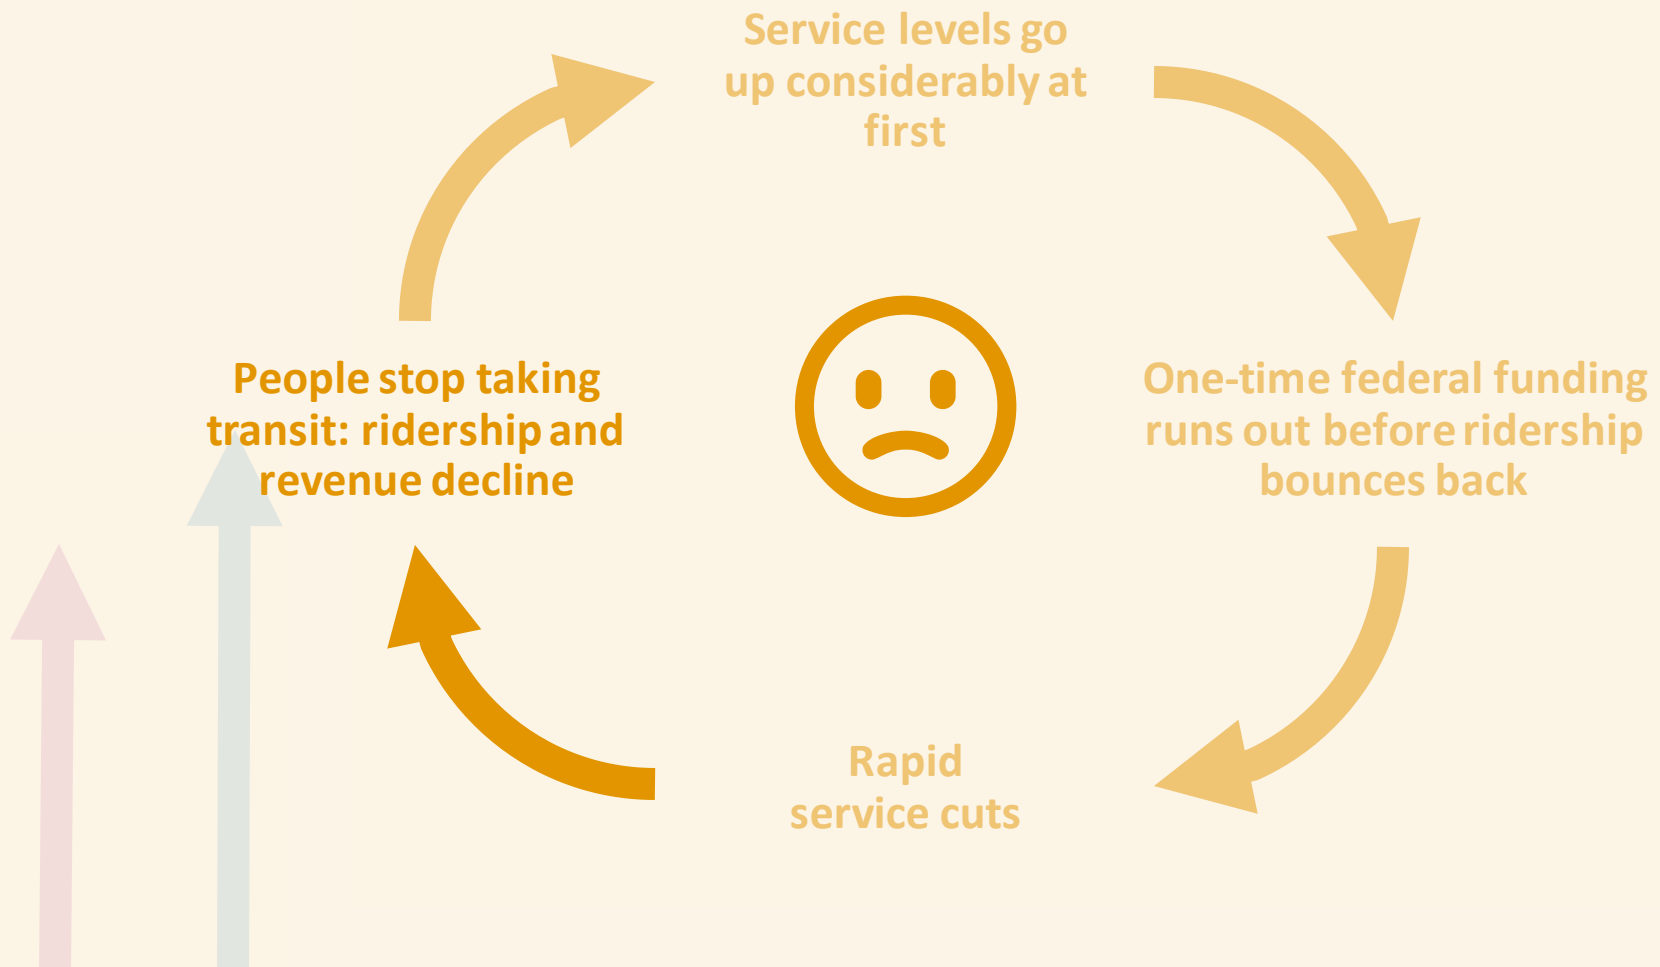 Service levels go
up considerably at
first
People stop taking
transit: ridership and
revenue decline
One-time federal funding
runs out before ridership
bounces back
Rapid
service cuts